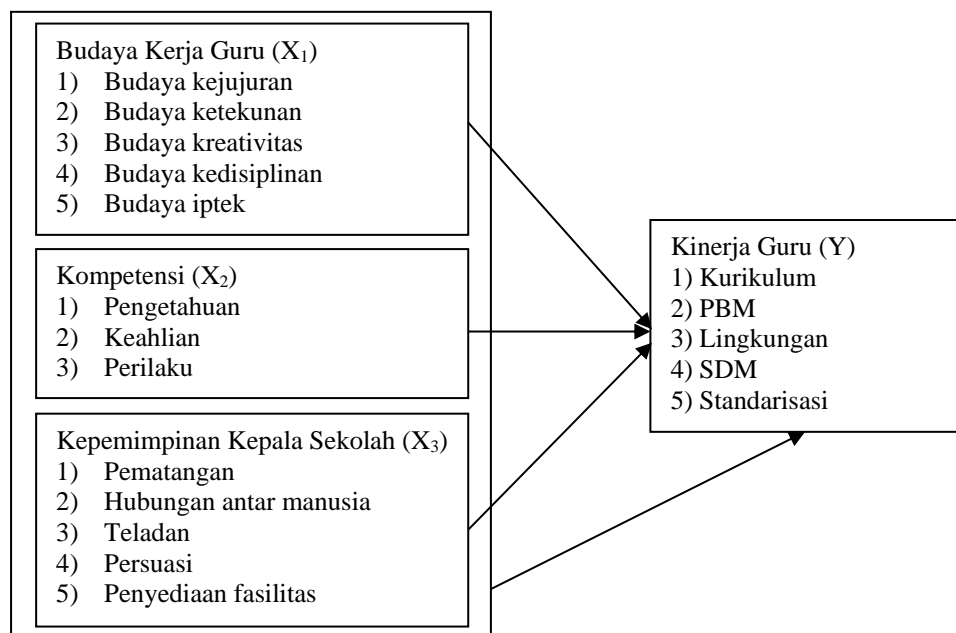 Budaya Kerja Guru (X₁)
1) Budaya kejujuran
2) Budaya ketekunan
3) Budaya kreativitas
4) Budaya kedisiplinan
5) Budaya iptek
Kompetensi (X₂)
1) Pengetahuan
2) Keahlian
3) Perilaku
Kepemimpinan Kepala Sekolah (X₃)
1) Pematangan
2) Hubungan antar manusia
3) Teladan
4) Persuasi
5) Penyediaan fasilitas
Kinerja Guru (Y)
1) Kurikulum
2) PBM
3) Lingkungan
4) SDM
5) Standarisasi